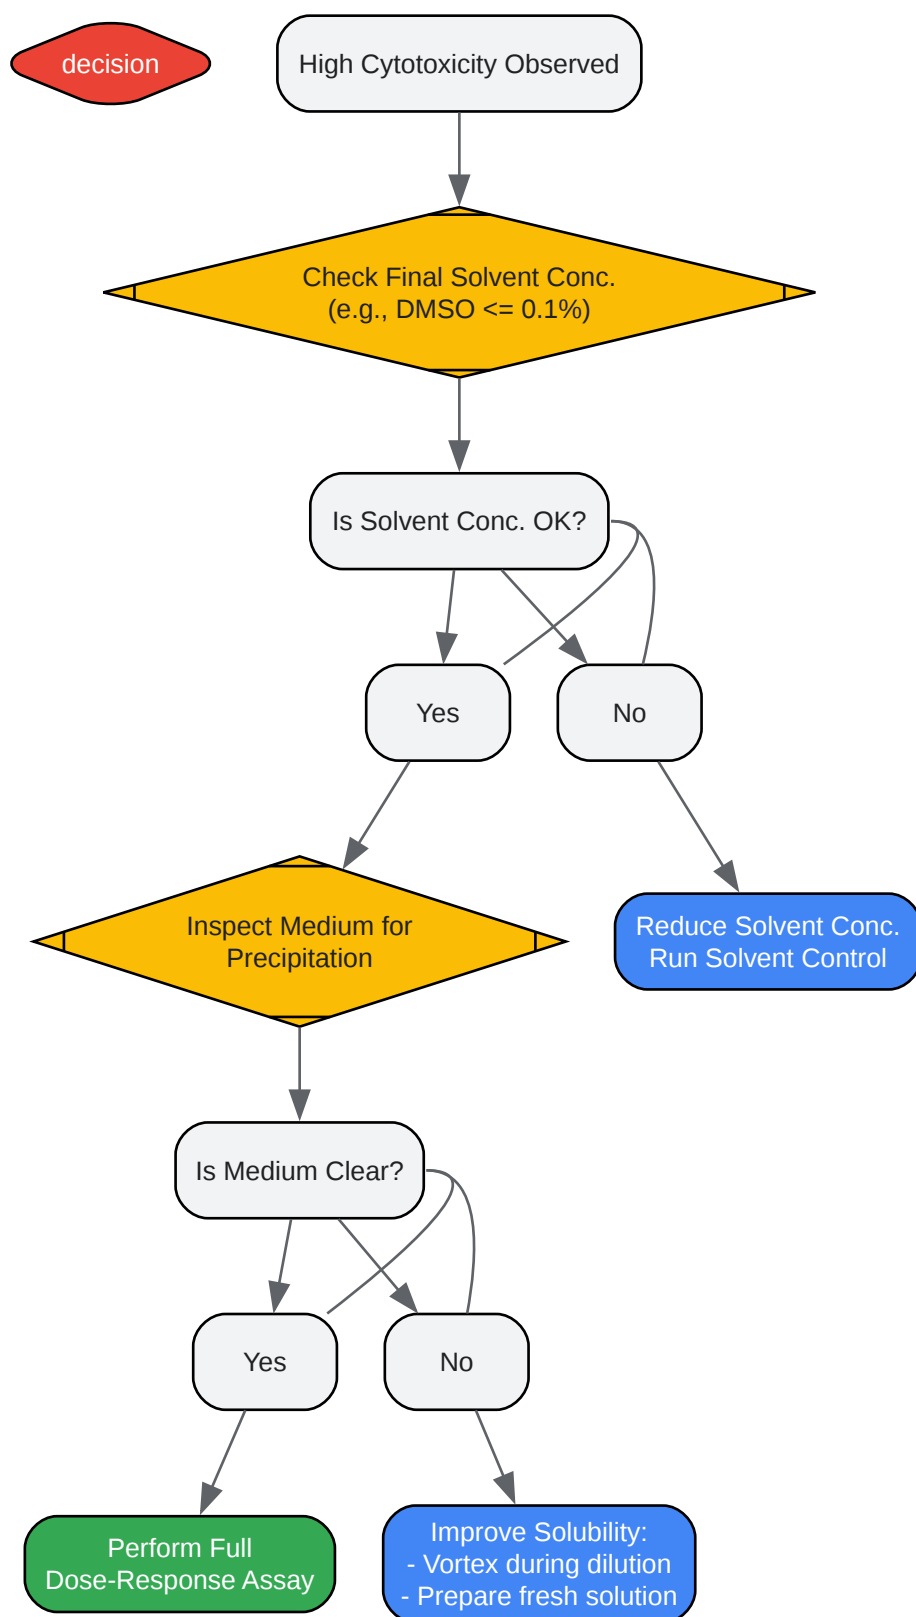 decision
High Cytotoxicity Observed
Check Final Solvent Conc.
(e.g., DMSO <= 0.1%)
Is Solvent Conc. OK?
Yes
No
Inspect Medium for
Precipitation
Reduce Solvent Conc.
Run Solvent Control
Is Medium Clear?
Yes
No
Perform Full
Dose-Response Assay
Improve Solubility:
- Vortex during dilution
- Prepare fresh solution